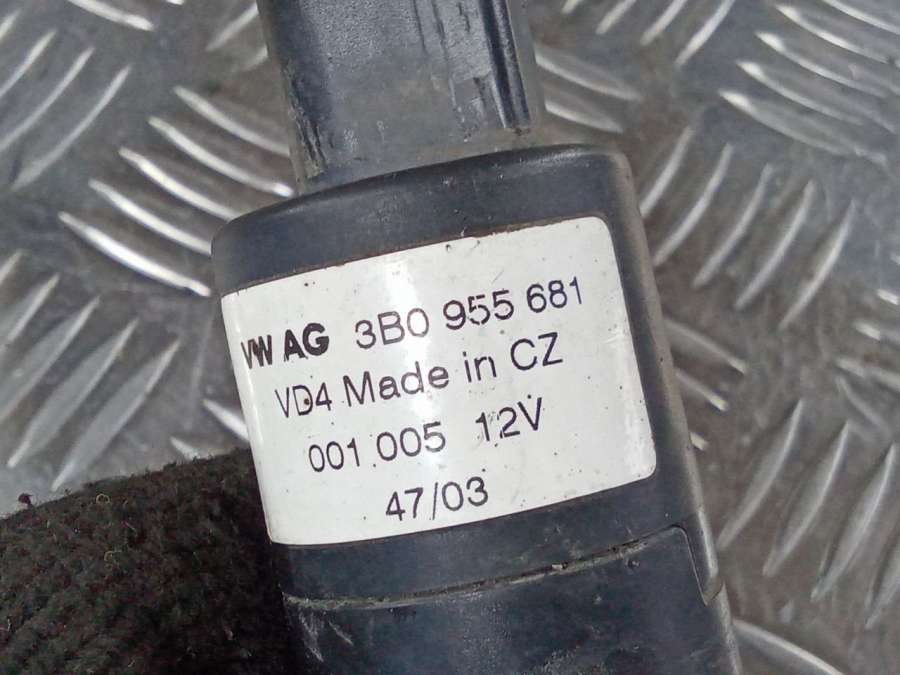 VW AG 3B0 955 681
VD4 Made in CZ
001.005 12V
47/03